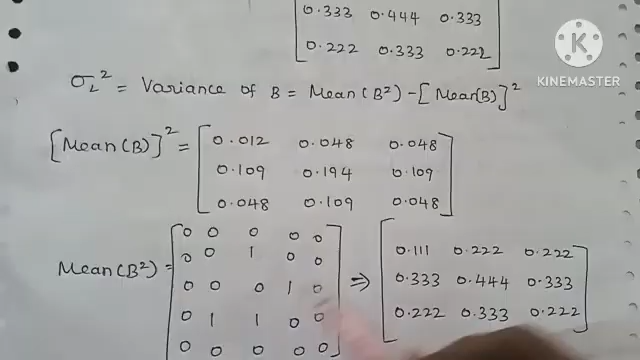 0.333 0.444 0.333
0.222 0.333 0.222
KINEMASTER
σL² = Variance of B = Mean(B²) - [Mean(B)]²
[Mean(B)]² = [0.012 0.048 0.048
0.109 0.194 0.109
0.048 0.109 0.048]
0 0 0 0 0
0 0 1 0 0
Mean(B²) = 0 0 0 1 0 ⇒
0 1 1 0 0
0 0 0 0 0
0.111 0.222 0.222
0.333 0.444 0.333
0.222 0.333 0.222